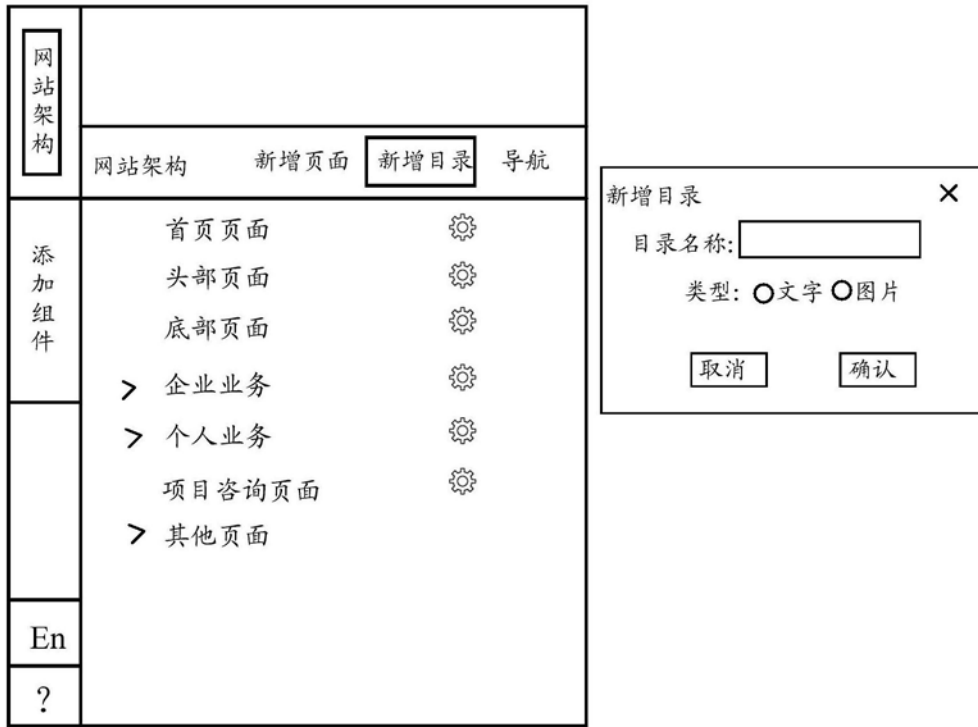 网站架构
网站架构 新增页面 新增目录 导航
添加组件
首页页面
头部页面
底部页面
> 企业业务
> 个人业务
项目咨询页面
> 其他页面
En
?
新增目录 ×
目录名称:
类型: 文字 图片
取消 确认